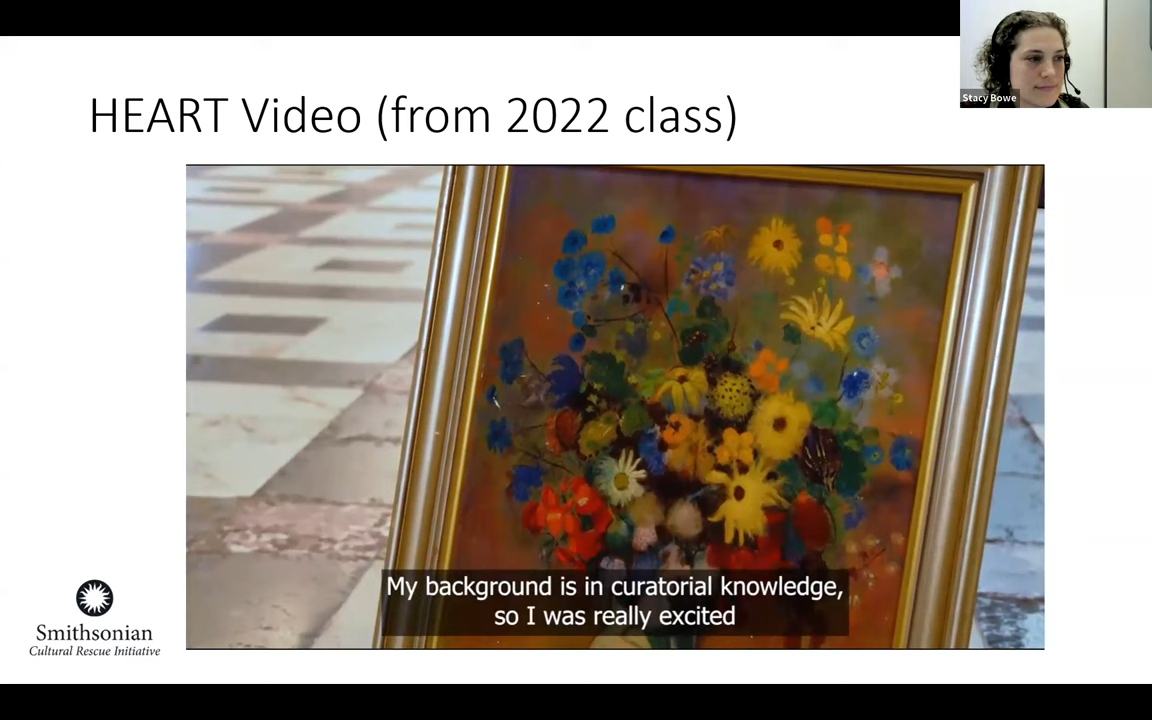 Stacy Bowe
HEART Video (from 2022 class)
My background is in curatorial knowledge,
so I was really excited
Smithsonian
Cultural Rescue Initiative